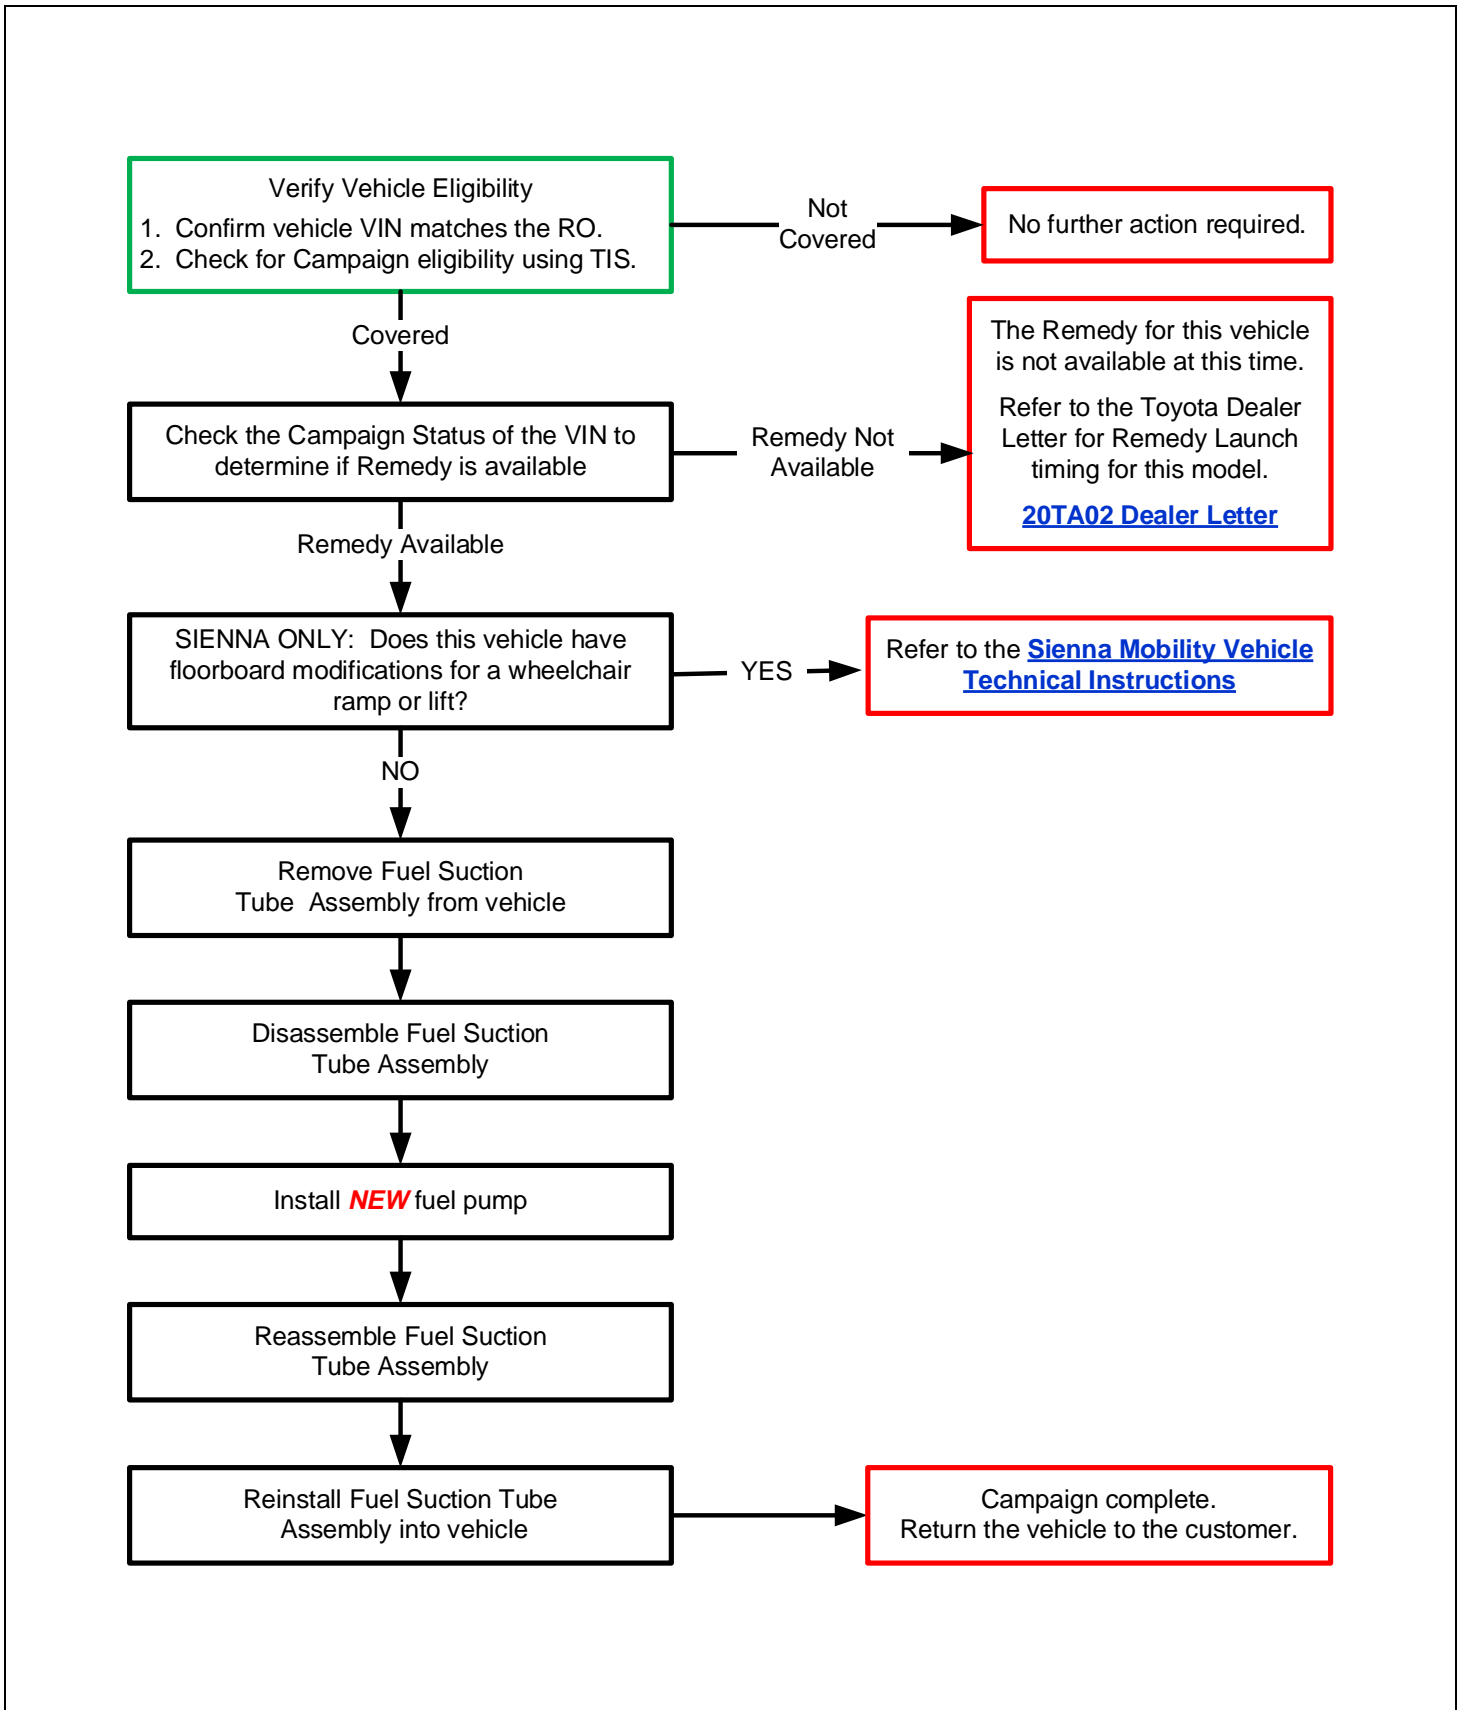 Verify Vehicle Eligibility
1. Confirm vehicle VIN matches the RO.
2. Check for Campaign eligibility using TIS.
Not
Covered
No further action required.
Covered
The Remedy for this vehicle
is not available at this time.
Refer to the Toyota Dealer
Letter for Remedy Launch
timing for this model.
20TA02 Dealer Letter
Check the Campaign Status of the VIN to
determine if Remedy is available
Remedy Not
Available
Remedy Available
SIENNA ONLY: Does this vehicle have
floorboard modifications for a wheelchair
ramp or lift?
YES
Refer to the Sienna Mobility Vehicle
Technical Instructions
NO
Remove Fuel Suction
Tube Assembly from vehicle
Disassemble Fuel Suction
Tube Assembly
Install NEW fuel pump
Reassemble Fuel Suction
Tube Assembly
Reinstall Fuel Suction Tube
Assembly into vehicle
Campaign complete.
Return the vehicle to the customer.